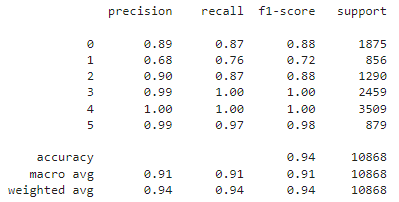 precision recall f1-score support
0 0.89 0.87 0.88 1875
1 0.68 0.76 0.72 856
2 0.90 0.87 0.88 1290
3 0.99 1.00 1.00 2459
4 1.00 1.00 1.00 3509
5 0.99 0.97 0.98 879
accuracy 0.94 10868
macro avg 0.91 0.91 0.91 10868
weighted avg 0.94 0.94 0.94 10868